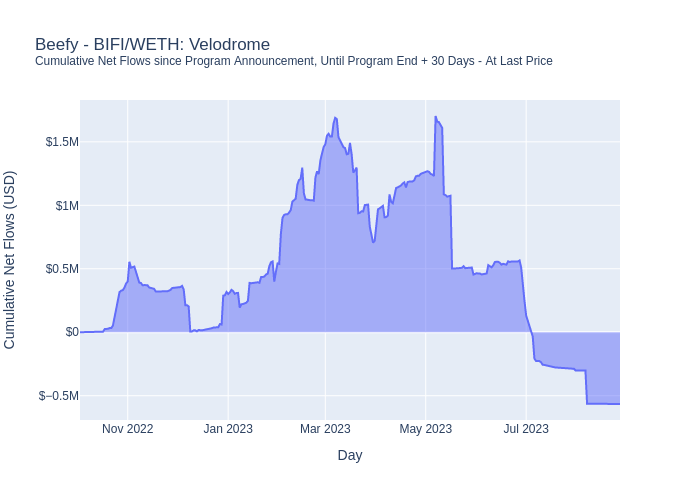 Beefy - BIFI/WETH: Velodrome
Cumulative Net Flows since Program Announcement, Until Program End + 30 Days - At Last Price
Cumulative Net Flows (USD)
$1.5M
$1M
$0.5M
$0
$−0.5M
Nov 2022
Jan 2023
Mar 2023
May 2023
Jul 2023
Day